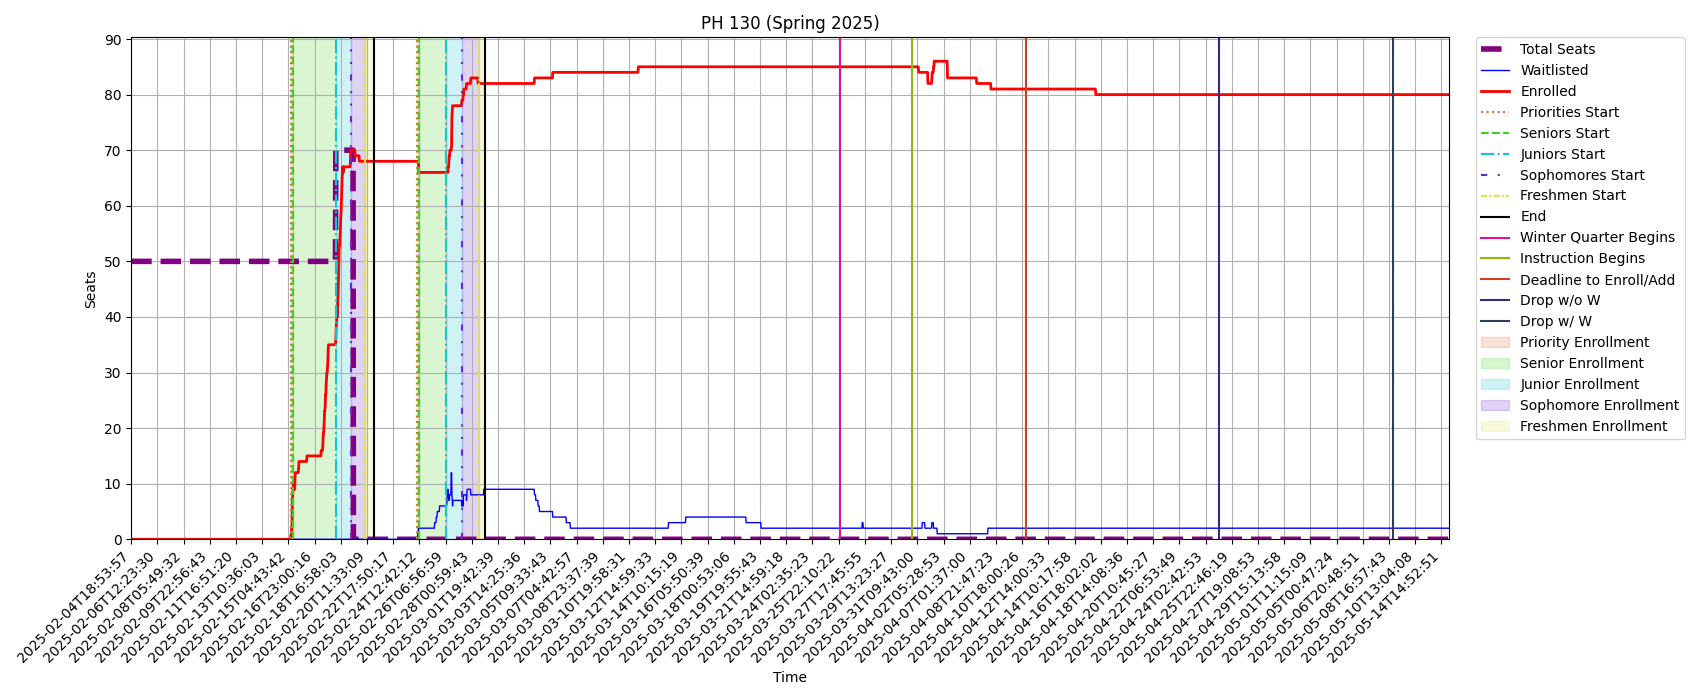 PH 130 (Spring 2025)
Seats
90
80
70
60
50
40
30
20
10
0
2025-02-04T18:53:57
2025-02-06T12:23:30
2025-02-08T05:49:32
2025-02-09T22:56:43
2025-02-11T16:51:20
2025-02-13T10:36:03
2025-02-15T04:43:42
2025-02-16T23:00:16
2025-02-18T16:58:03
2025-02-20T11:33:09
2025-02-22T17:50:17
2025-02-24T12:42:12
2025-02-26T06:56:59
2025-02-28T00:59:43
2025-03-01T19:42:39
2025-03-03T14:25:36
2025-03-05T09:33:43
2025-03-07T04:42:57
2025-03-08T23:37:39
2025-03-10T19:58:31
2025-03-12T14:59:33
2025-03-14T10:15:19
2025-03-16T05:50:39
2025-03-18T00:53:06
2025-03-19T19:55:43
2025-03-21T14:59:18
2025-03-24T02:35:23
2025-03-25T22:10:22
2025-03-27T17:45:55
2025-03-29T13:23:27
2025-03-31T09:43:00
2025-04-02T05:28:53
2025-04-07T01:37:00
2025-04-08T21:47:23
2025-04-10T18:00:26
2025-04-12T14:00:33
2025-04-14T10:17:58
2025-04-16T18:02:02
2025-04-18T14:08:36
2025-04-20T10:45:27
2025-04-22T06:53:49
2025-04-24T02:42:53
2025-04-25T22:46:19
2025-04-27T19:08:53
2025-04-29T15:13:58
2025-05-01T11:15:09
2025-05-05T00:47:24
2025-05-06T20:48:51
2025-05-08T16:57:43
2025-05-10T13:04:08
2025-05-14T14:52:51
Time
Total Seats
Waitlisted
Enrolled
Priorities Start
Seniors Start
Juniors Start
Sophomores Start
Freshmen Start
End
Winter Quarter Begins
Instruction Begins
Deadline to Enroll/Add
Drop w/o W
Drop w/ W
Priority Enrollment
Senior Enrollment
Junior Enrollment
Sophomore Enrollment
Freshmen Enrollment